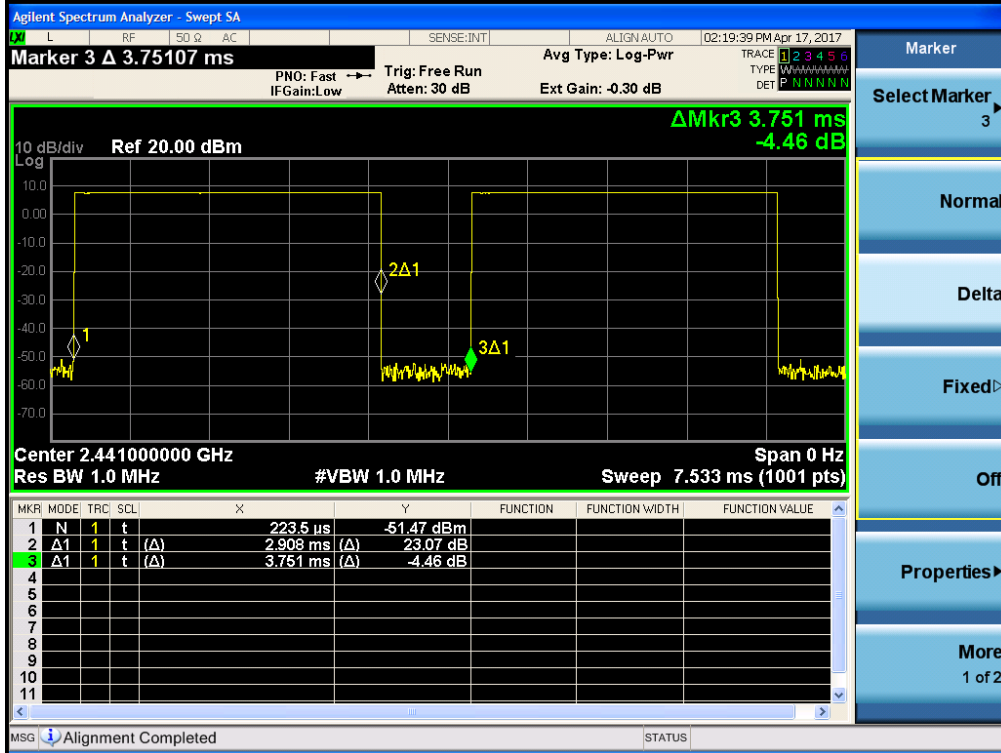 Agilent Spectrum Analyzer - Swept SA
LXI L RF 50 Ω AC SENSE:INT ALIGN AUTO 02:19:39 PM Apr 17, 2017
Marker 3 Δ 3.75107 ms
PNO: Fast
IFGain:Low
Trig: Free Run
Atten: 30 dB
Avg Type: Log-Pwr
Ext Gain: -0.30 dB
TRACE 1 2 3 4 5 6
TYPE W
DET P N N N N N
ΔMkr3 3.751 ms
-4.46 dB
10 dB/div Ref 20.00 dBm
Log
10.0
0.00
-10.0
-20.0
-30.0
-40.0
-50.0
-60.0
-70.0
1
2Δ1
3Δ1
Center 2.441000000 GHz Span 0 Hz
Res BW 1.0 MHz #VBW 1.0 MHz Sweep 7.533 ms (1001 pts)
MKR MODE TRC SCL X Y FUNCTION FUNCTION WIDTH FUNCTION VALUE
1 N 1 t 223.5 µs -51.47 dBm
2 Δ1 1 t (Δ) 2.908 ms (Δ) 23.07 dB
3 Δ1 1 t (Δ) 3.751 ms (Δ) -4.46 dB
4
5
6
7
8
9
10
11
MSG Alignment Completed STATUS
Marker
Select Marker
3
Normal
Delta
Fixed
Off
Properties
More
1 of 2